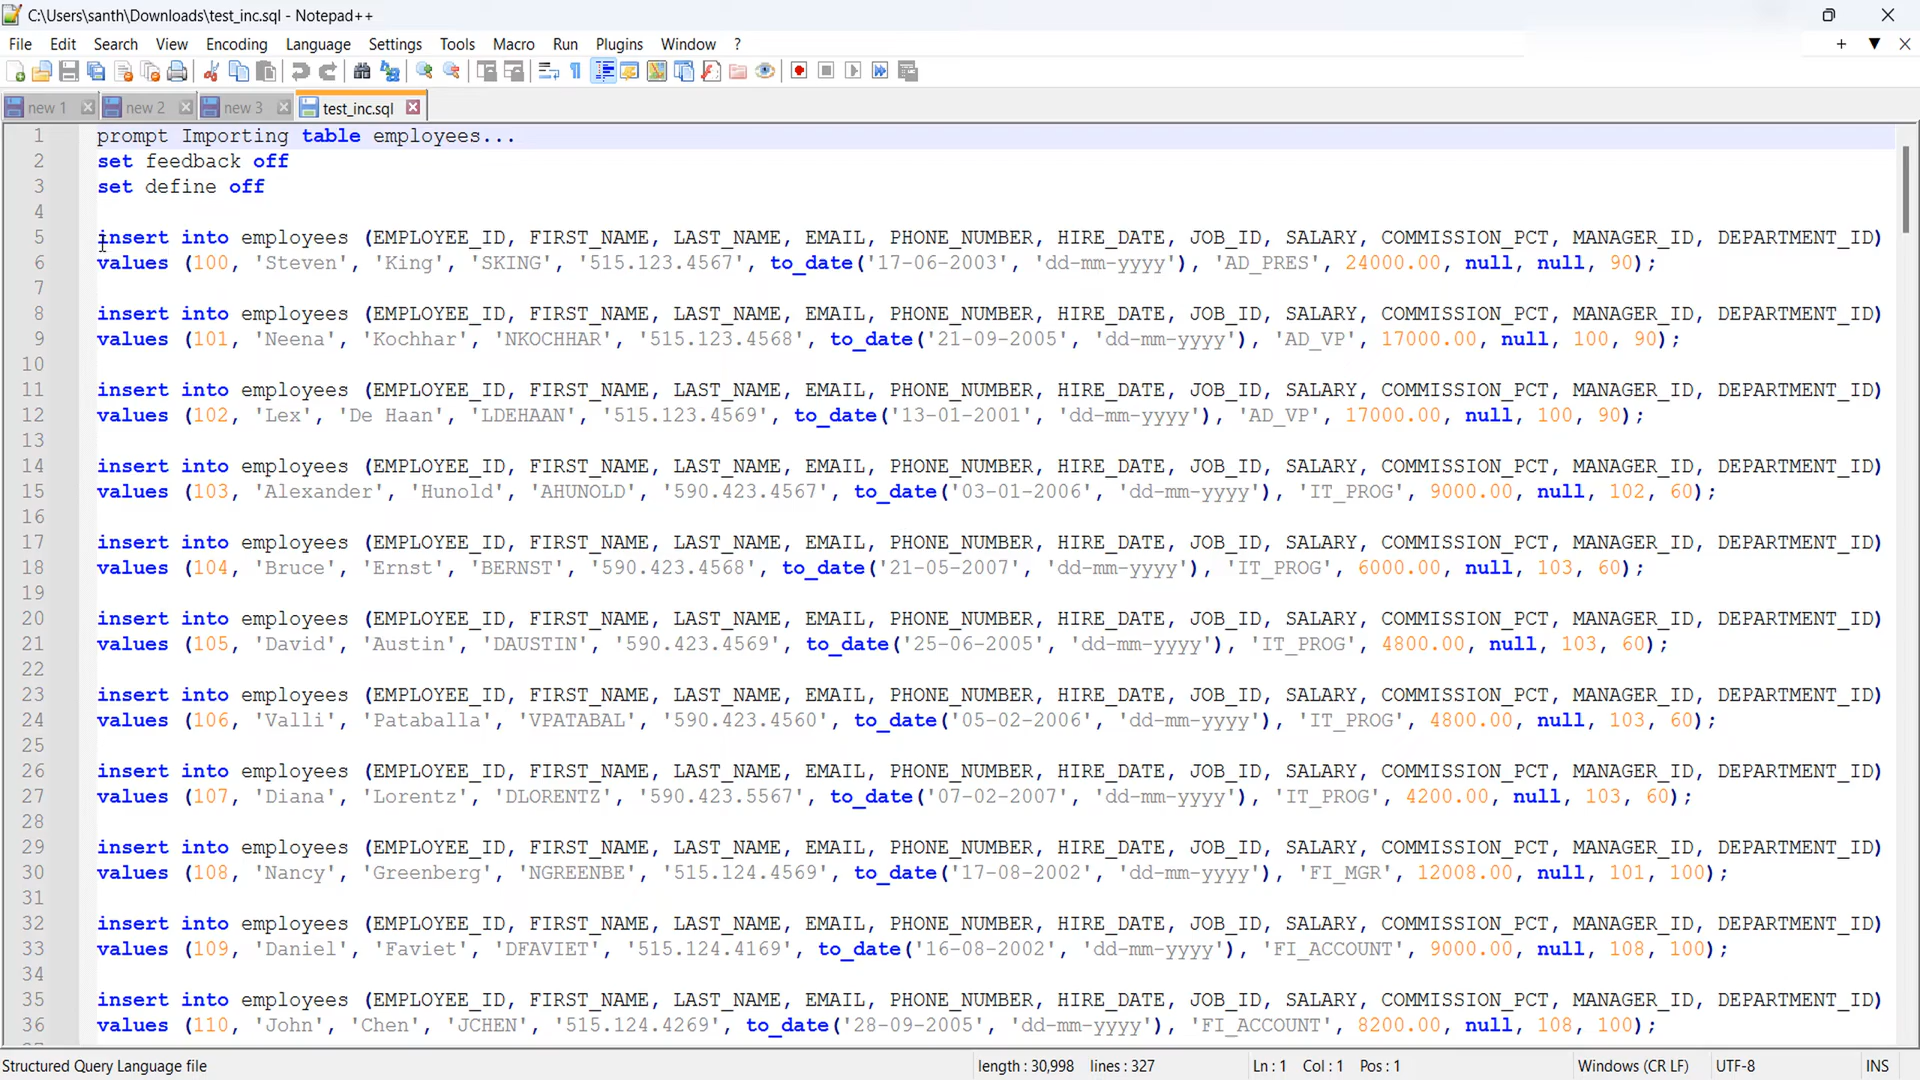 C:\Users\santh\Downloads\test_inc.sql - Notepad++
File Edit Search View Encoding Language Settings Tools Macro Run Plugins Window ?
new 1 new 2 new 3 test_inc.sql
1 prompt Importing table employees...
2 set feedback off
3 set define off
4
5 insert into employees (EMPLOYEE_ID, FIRST_NAME, LAST_NAME, EMAIL, PHONE_NUMBER, HIRE_DATE, JOB_ID, SALARY, COMMISSION_PCT, MANAGER_ID, DEPARTMENT_ID)
6 values (100, 'Steven', 'King', 'SKING', '515.123.4567', to_date('17-06-2003', 'dd-mm-yyyy'), 'AD_PRES', 24000.00, null, null, 90);
7
8 insert into employees (EMPLOYEE_ID, FIRST_NAME, LAST_NAME, EMAIL, PHONE_NUMBER, HIRE_DATE, JOB_ID, SALARY, COMMISSION_PCT, MANAGER_ID, DEPARTMENT_ID)
9 values (101, 'Neena', 'Kochhar', 'NKOCHHAR', '515.123.4568', to_date('21-09-2005', 'dd-mm-yyyy'), 'AD_VP', 17000.00, null, 100, 90);
10
11 insert into employees (EMPLOYEE_ID, FIRST_NAME, LAST_NAME, EMAIL, PHONE_NUMBER, HIRE_DATE, JOB_ID, SALARY, COMMISSION_PCT, MANAGER_ID, DEPARTMENT_ID)
12 values (102, 'Lex', 'De Haan', 'LDEHAAN', '515.123.4569', to_date('13-01-2001', 'dd-mm-yyyy'), 'AD_VP', 17000.00, null, 100, 90);
13
14 insert into employees (EMPLOYEE_ID, FIRST_NAME, LAST_NAME, EMAIL, PHONE_NUMBER, HIRE_DATE, JOB_ID, SALARY, COMMISSION_PCT, MANAGER_ID, DEPARTMENT_ID)
15 values (103, 'Alexander', 'Hunold', 'AHUNOLD', '590.423.4567', to_date('03-01-2006', 'dd-mm-yyyy'), 'IT_PROG', 9000.00, null, 102, 60);
16
17 insert into employees (EMPLOYEE_ID, FIRST_NAME, LAST_NAME, EMAIL, PHONE_NUMBER, HIRE_DATE, JOB_ID, SALARY, COMMISSION_PCT, MANAGER_ID, DEPARTMENT_ID)
18 values (104, 'Bruce', 'Ernst', 'BERNST', '590.423.4568', to_date('21-05-2007', 'dd-mm-yyyy'), 'IT_PROG', 6000.00, null, 103, 60);
19
20 insert into employees (EMPLOYEE_ID, FIRST_NAME, LAST_NAME, EMAIL, PHONE_NUMBER, HIRE_DATE, JOB_ID, SALARY, COMMISSION_PCT, MANAGER_ID, DEPARTMENT_ID)
21 values (105, 'David', 'Austin', 'DAUSTIN', '590.423.4569', to_date('25-06-2005', 'dd-mm-yyyy'), 'IT_PROG', 4800.00, null, 103, 60);
22
23 insert into employees (EMPLOYEE_ID, FIRST_NAME, LAST_NAME, EMAIL, PHONE_NUMBER, HIRE_DATE, JOB_ID, SALARY, COMMISSION_PCT, MANAGER_ID, DEPARTMENT_ID)
24 values (106, 'Valli', 'Pataballa', 'VPATABAL', '590.423.4560', to_date('05-02-2006', 'dd-mm-yyyy'), 'IT_PROG', 4800.00, null, 103, 60);
25
26 insert into employees (EMPLOYEE_ID, FIRST_NAME, LAST_NAME, EMAIL, PHONE_NUMBER, HIRE_DATE, JOB_ID, SALARY, COMMISSION_PCT, MANAGER_ID, DEPARTMENT_ID)
27 values (107, 'Diana', 'Lorentz', 'DLORENTZ', '590.423.5567', to_date('07-02-2007', 'dd-mm-yyyy'), 'IT_PROG', 4200.00, null, 103, 60);
28
29 insert into employees (EMPLOYEE_ID, FIRST_NAME, LAST_NAME, EMAIL, PHONE_NUMBER, HIRE_DATE, JOB_ID, SALARY, COMMISSION_PCT, MANAGER_ID, DEPARTMENT_ID)
30 values (108, 'Nancy', 'Greenberg', 'NGREENBE', '515.124.4569', to_date('17-08-2002', 'dd-mm-yyyy'), 'FI_MGR', 12008.00, null, 101, 100);
31
32 insert into employees (EMPLOYEE_ID, FIRST_NAME, LAST_NAME, EMAIL, PHONE_NUMBER, HIRE_DATE, JOB_ID, SALARY, COMMISSION_PCT, MANAGER_ID, DEPARTMENT_ID)
33 values (109, 'Daniel', 'Faviet', 'DFAVIET', '515.124.4169', to_date('16-08-2002', 'dd-mm-yyyy'), 'FI_ACCOUNT', 9000.00, null, 108, 100);
34
35 insert into employees (EMPLOYEE_ID, FIRST_NAME, LAST_NAME, EMAIL, PHONE_NUMBER, HIRE_DATE, JOB_ID, SALARY, COMMISSION_PCT, MANAGER_ID, DEPARTMENT_ID)
36 values (110, 'John', 'Chen', 'JCHEN', '515.124.4269', to_date('28-09-2005', 'dd-mm-yyyy'), 'FI_ACCOUNT', 8200.00, null, 108, 100);
Structured Query Language file length : 30,998 lines : 327 Ln : 1 Col : 1 Pos : 1 Windows (CR LF) UTF-8 INS